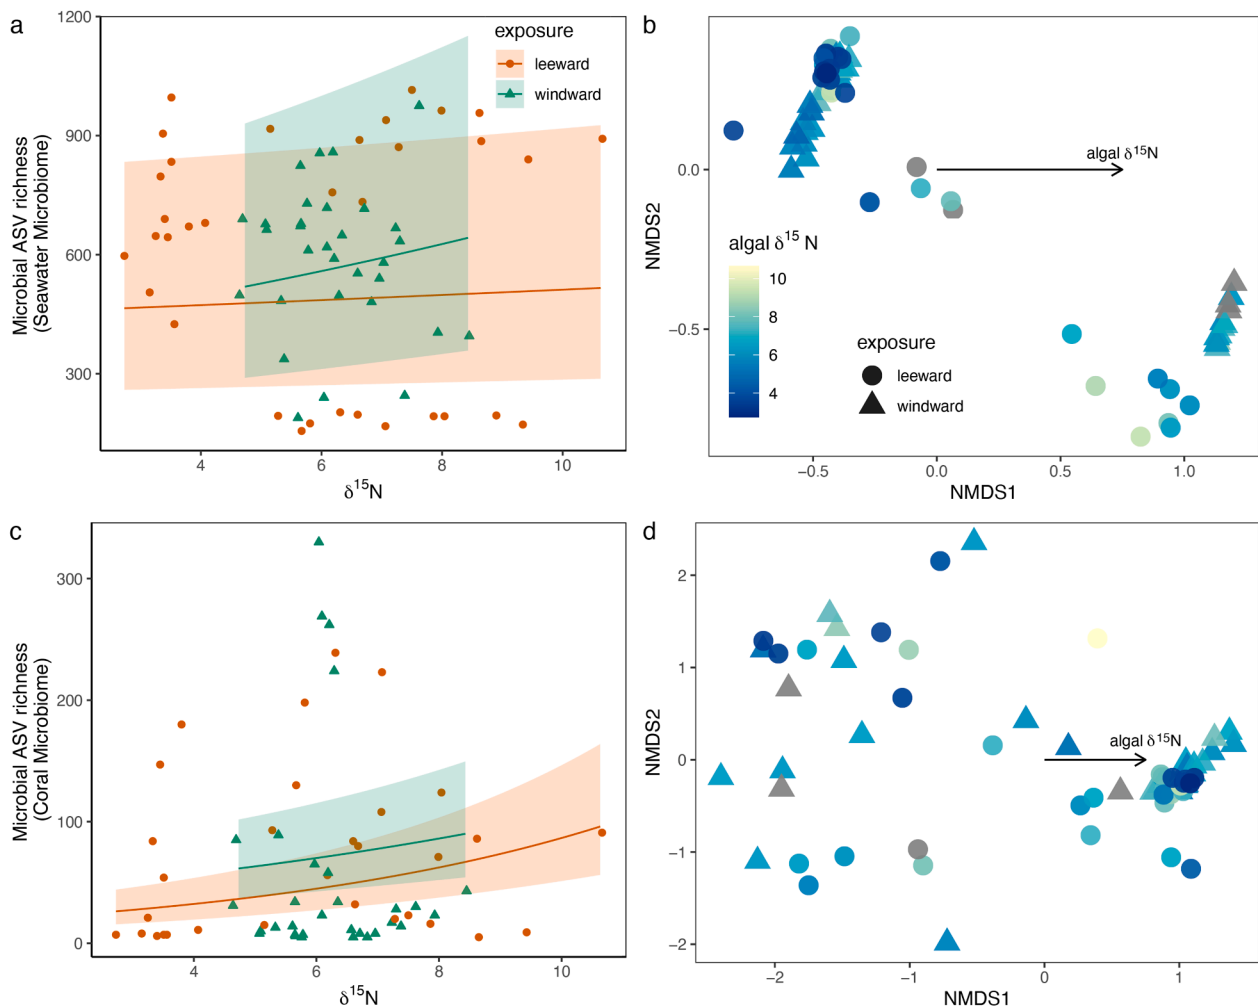 a
1200
900
600
300
Microbial ASV richness
(Seawater Microbiome)
exposure
leeward
windward
4 6 8 10
δ¹⁵N
b
0.0
−0.5
NMDS2
algal δ¹⁵N
algal δ¹⁵ N
10
8
6
4
exposure
leeward
windward
−0.5 0.0 0.5 1.0
NMDS1
c
300
200
100
0
Microbial ASV richness
(Coral Microbiome)
4 6 8 10
δ¹⁵N
d
2
1
0
−1
−2
NMDS2
algal δ¹⁵N
−2 −1 0 1
NMDS1